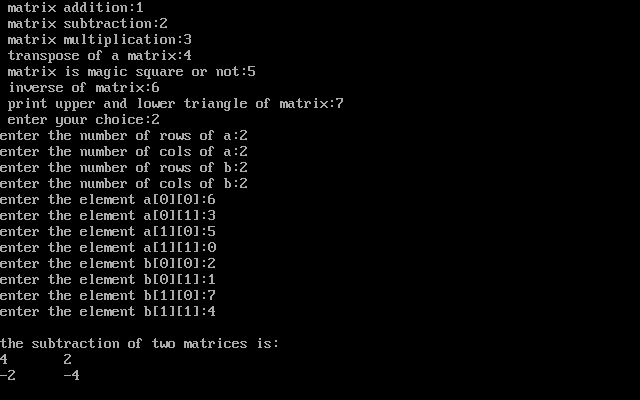 matrix addition:1
matrix subtraction:2
matrix multiplication:3
transpose of a matrix:4
matrix is magic square or not:5
inverse of matrix:6
print upper and lower triangle of matrix:7
enter your choice:2
enter the number of rows of a:2
enter the number of cols of a:2
enter the number of rows of b:2
enter the number of cols of b:2
enter the element a[0][0]:6
enter the element a[0][1]:3
enter the element a[1][0]:5
enter the element a[1][1]:0
enter the element b[0][0]:2
enter the element b[0][1]:1
enter the element b[1][0]:7
enter the element b[1][1]:4
the subtraction of two matrices is:
4 2
-2 -4